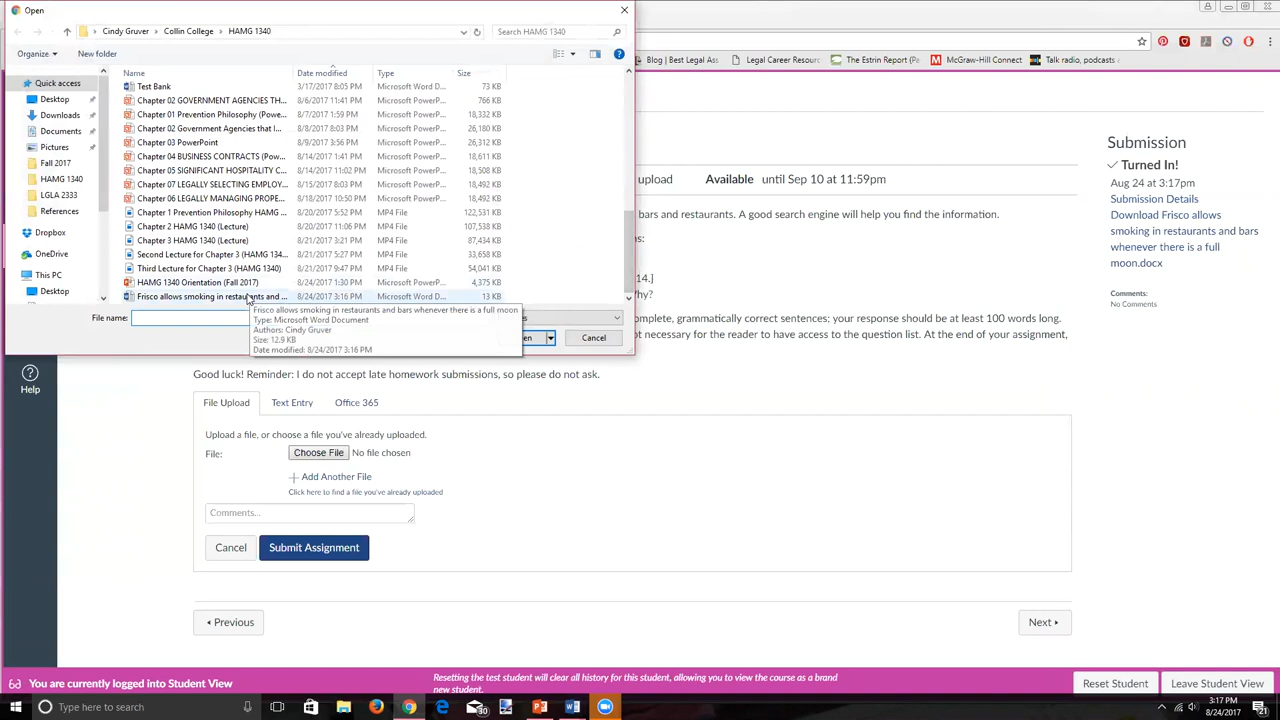 Open
Cindy Gruver > Collin College > HAMG 1340
Search HAMG 1340
Organize
New folder
Name Date modified Type Size
Quick access
Desktop
Downloads
Documents
Pictures
Fall 2017
HAMG 1340
LGLA 2333
References
Dropbox
OneDrive
This PC
Desktop
Test Bank 3/17/2017 8:05 PM Microsoft Word D... 73 KB
Chapter 02 GOVERNMENT AGENCIES TH... 8/6/2017 11:41 PM Microsoft PowerP... 766 KB
Chapter 01 Prevention Philosophy (Powe... 8/7/2017 1:59 PM Microsoft PowerP... 18,332 KB
Chapter 02 Government Agencies that I... 8/8/2017 8:03 PM Microsoft PowerP... 26,180 KB
Chapter 03 PowerPoint 8/9/2017 3:56 PM Microsoft PowerP... 26,312 KB
Chapter 04 BUSINESS CONTRACTS (Pow... 8/14/2017 1:41 PM Microsoft PowerP... 18,611 KB
Chapter 05 SIGNIFICANT HOSPITALITY C... 8/14/2017 11:02 PM Microsoft PowerP... 18,508 KB
Chapter 07 LEGALLY SELECTING EMPLOY... 8/15/2017 8:03 PM Microsoft PowerP... 18,492 KB
Chapter 06 LEGALLY MANAGING PROPE... 8/18/2017 10:50 PM Microsoft PowerP... 18,492 KB
Chapter 1 Prevention Philosophy HAMG ... 8/20/2017 5:52 PM MP4 File 122,531 KB
Chapter 2 HAMG 1340 (Lecture) 8/20/2017 11:06 PM MP4 File 107,538 KB
Chapter 3 HAMG 1340 (Lecture) 8/21/2017 3:21 PM MP4 File 87,434 KB
Second Lecture for Chapter 3 (HAMG 134... 8/21/2017 5:27 PM MP4 File 33,658 KB
Third Lecture for Chapter 3 (HAMG 1340) 8/21/2017 9:47 PM MP4 File 54,041 KB
HAMG 1340 Orientation (Fall 2017) 8/24/2017 1:30 PM Microsoft PowerP... 4,375 KB
Frisco allows smoking in restaurants and ... 8/24/2017 3:16 PM Microsoft Word D... 13 KB
File name:
Frisco allows smoking in restaurants and bars whenever there is a full moon
Type: Microsoft Word Document
Authors: Cindy Gruver
Size: 12.9 KB
Date modified: 8/24/2017 3:16 PM
es
en
Cancel
Blog | Best Legal Ass
Legal Career Resourc
The Estrin Report (Pr
McGraw-Hill Connect
Talk radio, podcasts a
upload Available until Sep 10 at 11:59pm
bars and restaurants. A good search engine will help you find the information.
ns:
14.]
hy?
complete, grammatically correct sentences; your response should be at least 100 words long.
not necessary for the reader to have access to the question list. At the end of your assignment,
Good luck! Reminder: I do not accept late homework submissions, so please do not ask.
Help
File Upload
Text Entry
Office 365
Upload a file, or choose a file you've already uploaded.
File: Choose File No file chosen
Add Another File
Click here to find a file you've already uploaded
Comments...
Cancel
Submit Assignment
Previous
Next
Submission
Turned In!
Aug 24 at 3:17pm
Submission Details
Download Frisco allows
smoking in restaurants and bars
whenever there is a full
moon.docx
Comments:
No Comments
You are currently logged into Student View
Resetting the test student will clear all history for this student, allowing you to view the course as a brand
new student.
Reset Student
Leave Student View
Type here to search
30
3:17 PM
8/24/2017